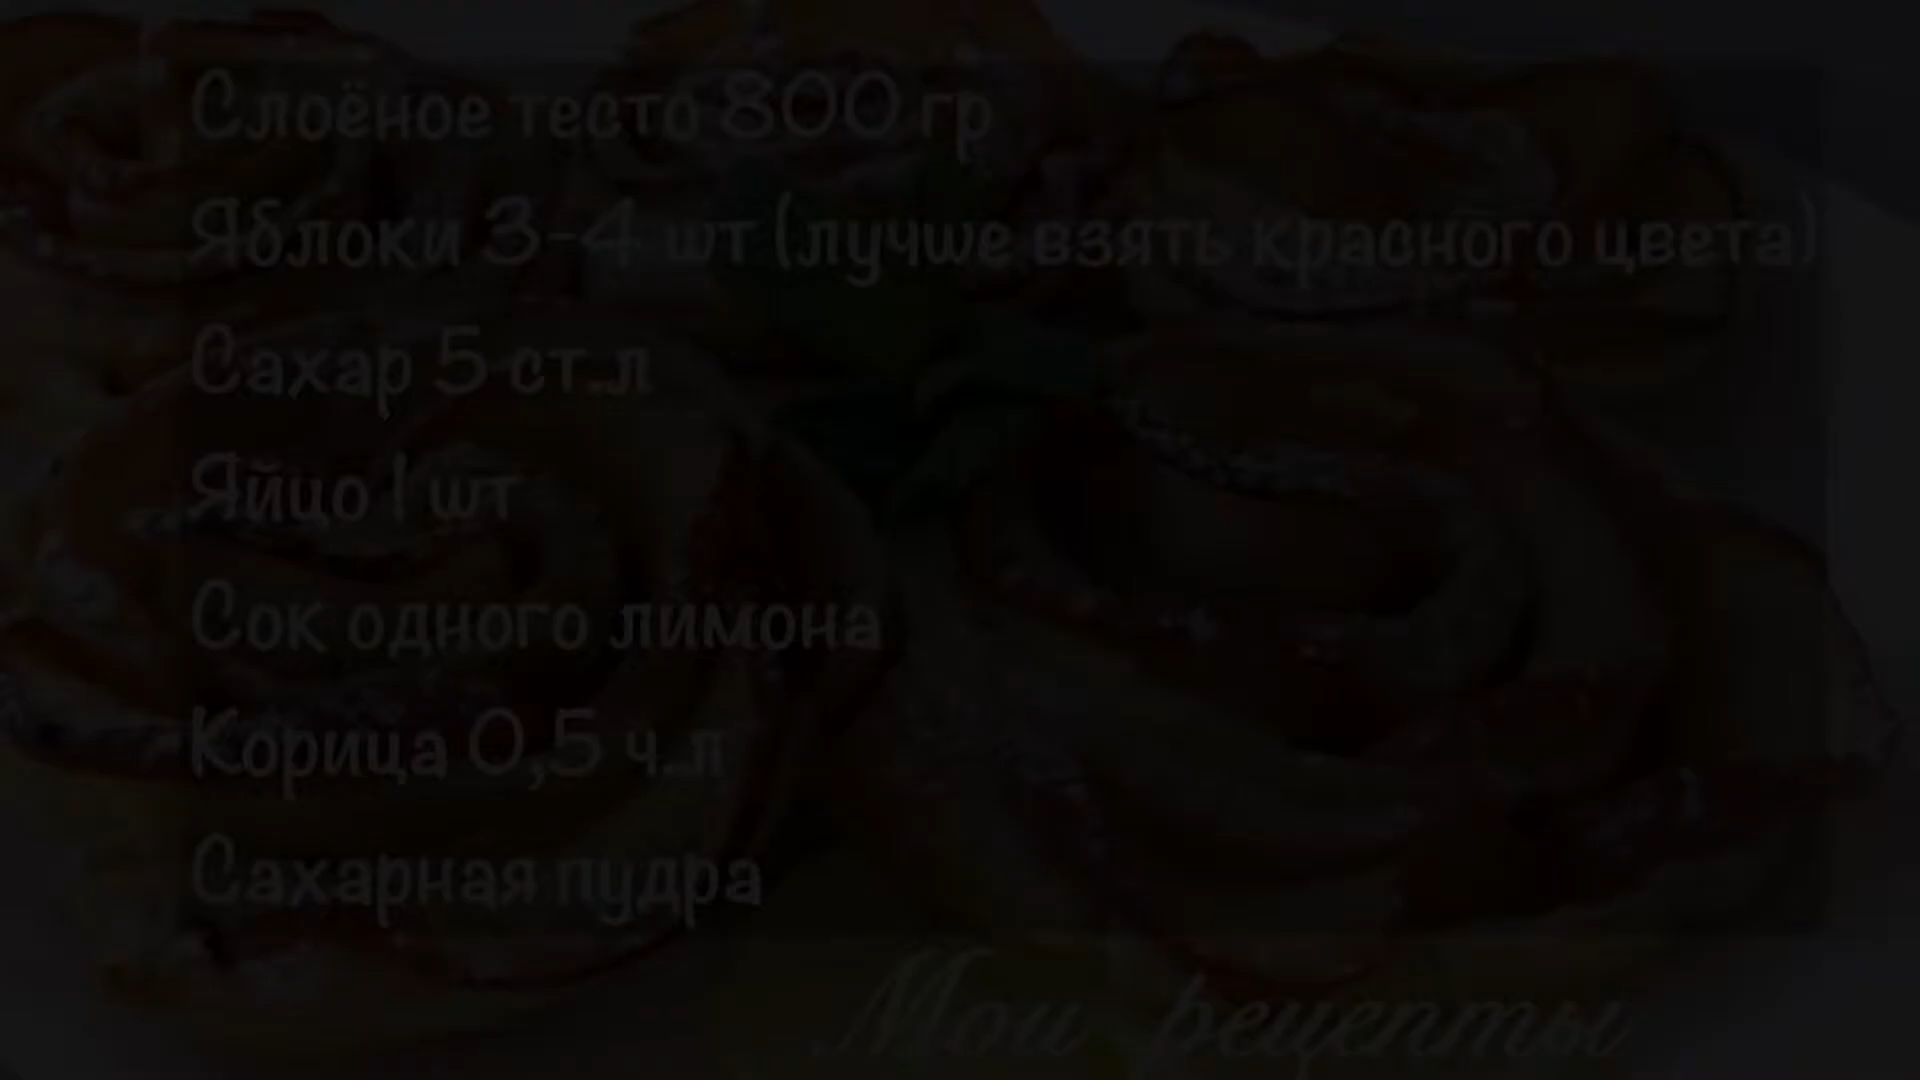 Слоёное тесто 800 гр
Яблоки 3-4 шт (лучше взять красного цвета)
Сахар 5 ст.л
Яйцо 1 шт
Сок одного лимона
Корица 0,5 ч.л
Сахарная пудра
Мои рецепты